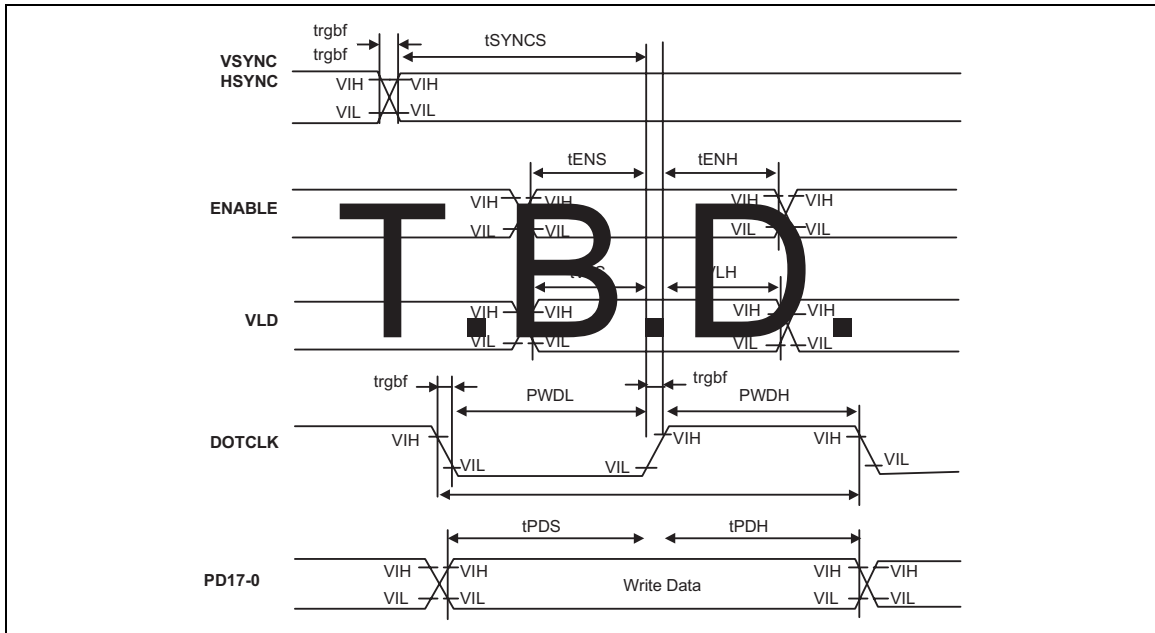 trgbf
trgbf
tSYNCS
VSYNC
HSYNC
VIH VIH
VIL VIL
tENS tENH
ENABLE
VIH VIH VIH VIH
VIL VIL VIL VIL
T.B.D.
VLD
VIH VIH VIH VIH
VIL VIL VIL VIL
trgbf PWDL trgbf PWDH
DOTCLK
VIH VIH VIH
VIL VIL VIL
tPDS tPDH
PD17-0
VIH VIH Write Data VIH VIH
VIL VIL VIL VIL